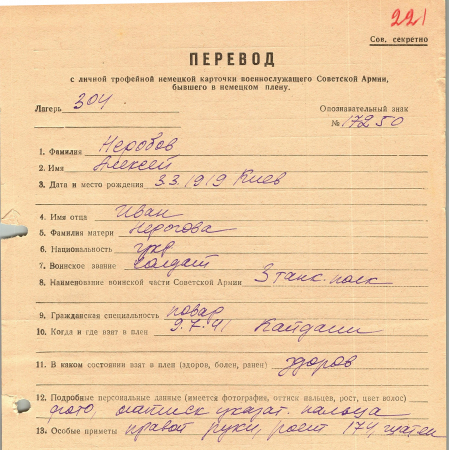 221
Сов. секретно
ПЕРЕВОД
с личной трофейной немецкой карточки военнослужащего Советской Армии,
бывшего в немецком плену.
Лагерь 304. Опознавательный знак
№ 17250
1. Фамилия Неробов
2. Имя Алексей
3. Дата и место рождения 3.3.1919 Киев
4. Имя отца Иван
5. Фамилия матери
6. Национальность укр
7. Воинское звание солдат
8. Наименование воинской части Советской Армии 3 танк. полк
9. Гражданская специальность повар
10. Когда и где взят в плен 9.7.41
11. В каком состоянии взят в плен (здоров, болен, ранен) здоров
12. Подробные персональные данные (имеется фотография, оттиск пальцев, рост, цвет волос)
фото, указат. пальца
13. Особые приметы правой руки, рост 174